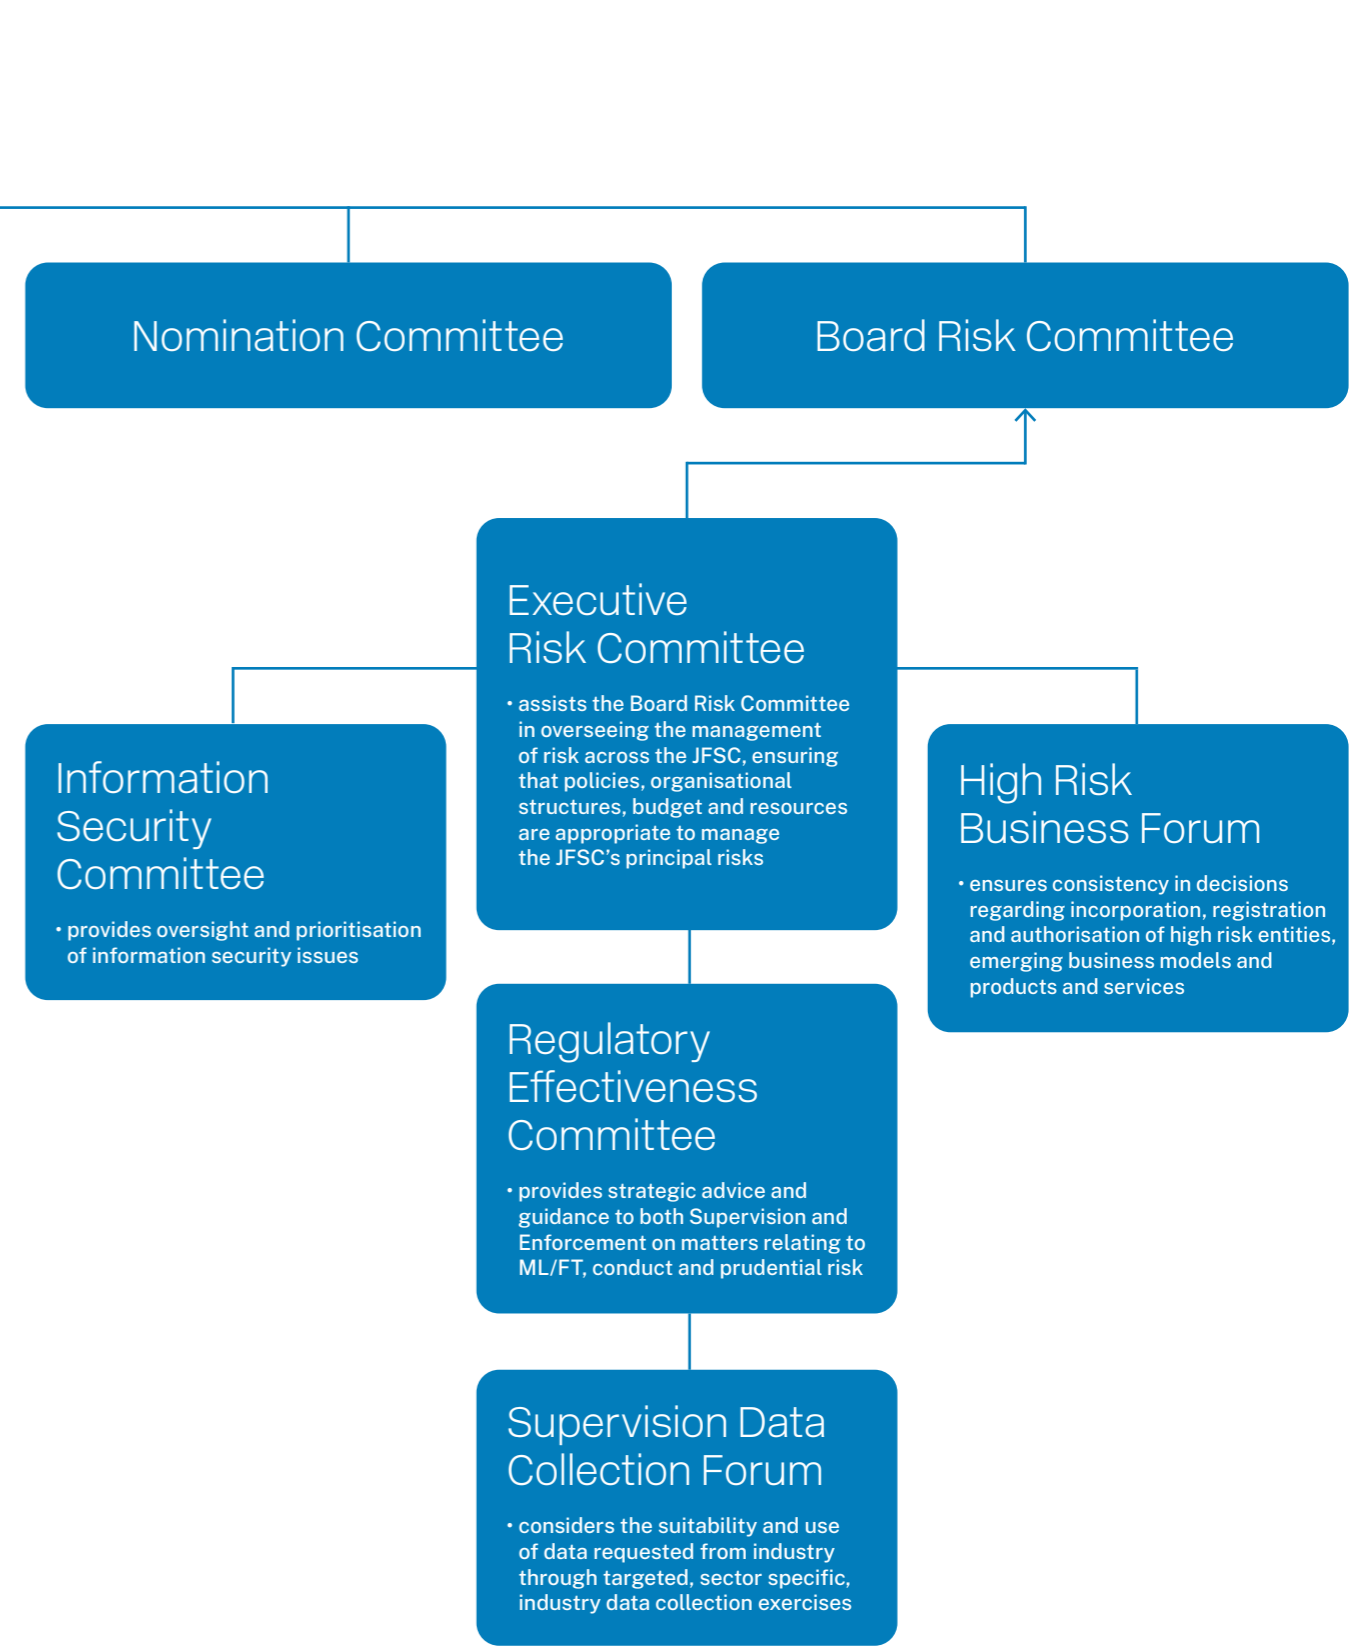 Nomination Committee
Board Risk Committee
Executive
Risk Committee
• assists the Board Risk Committee
in overseeing the management
of risk across the JFSC, ensuring
that policies, organisational
structures, budget and resources
are appropriate to manage
the JFSC’s principal risks
Information
Security
Committee
• provides oversight and prioritisation
of information security issues
High Risk
Business Forum
• ensures consistency in decisions
regarding incorporation, registration
and authorisation of high risk entities,
emerging business models and
products and services
Regulatory
Effectiveness
Committee
• provides strategic advice and
guidance to both Supervision and
Enforcement on matters relating to
ML/FT, conduct and prudential risk
Supervision Data
Collection Forum
• considers the suitability and use
of data requested from industry
through targeted, sector specific,
industry data collection exercises